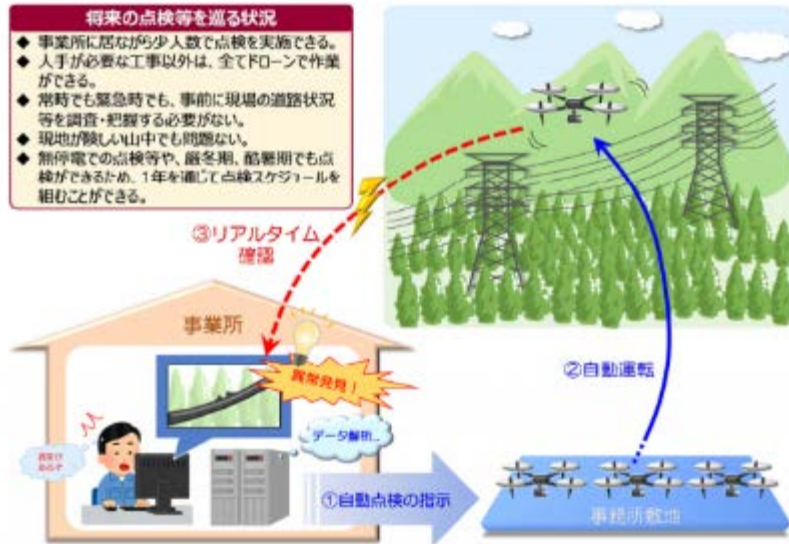 将来の点検等を巡る状況
◆ 事業所に居ながら少人数で点検を実施できる。
◆ 人手が必要な工事以外は、全てドローンで作業
ができる。
◆ 常時でも緊急時でも、事前に現場の道路状況
等を調査・把握する必要がない。
◆ 現地が険しい山中でも問題ない。
◆ 無停電での点検等や、厳冬期、酷暑期でも点
検ができるため、1年を通じて点検スケジュールを
組むことができる。
③リアルタイム
確認
事業所
異常発見！
②自動運転
データ解析...
①自動点検の指示
事務所敷地